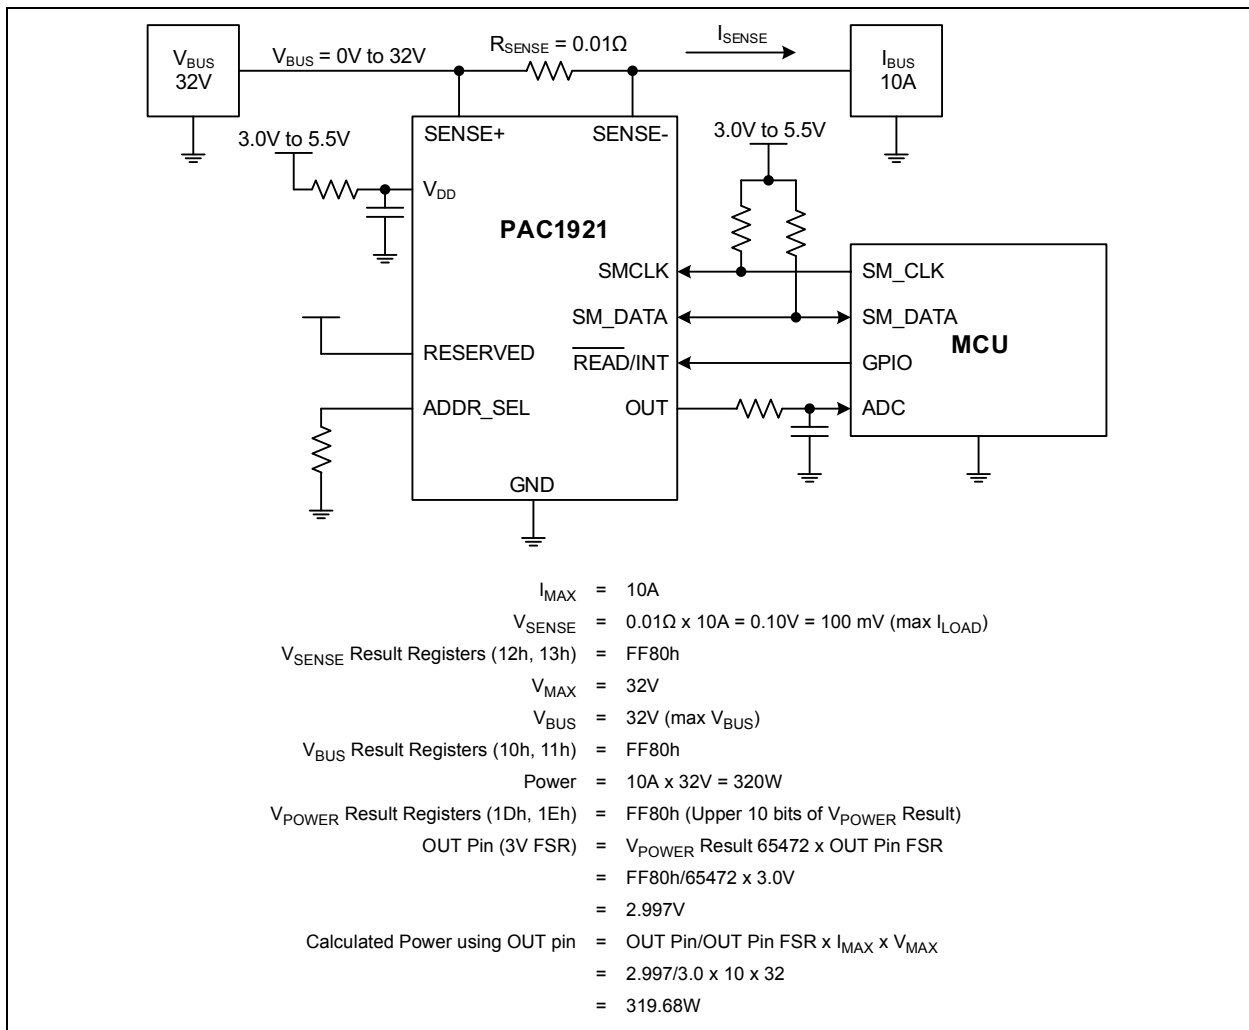 V_BUS
32V
V_BUS = 0V to 32V
R_SENSE = 0.01Ω
I_SENSE
I_BUS
10A
3.0V to 5.5V
SENSE+
SENSE-
3.0V to 5.5V
V_DD
PAC1921
SMCLK
SM_CLK
SM_DATA
SM_DATA
MCU
RESERVED
READ/INT
GPIO
ADDR_SEL
OUT
ADC
GND
I_MAX = 10A
V_SENSE = 0.01Ω x 10A = 0.10V = 100 mV (max I_LOAD)
V_SENSE Result Registers (12h, 13h) = FF80h
V_MAX = 32V
V_BUS = 32V (max V_BUS)
V_BUS Result Registers (10h, 11h) = FF80h
Power = 10A x 32V = 320W
V_POWER Result Registers (1Dh, 1Eh) = FF80h (Upper 10 bits of V_POWER Result)
OUT Pin (3V FSR) = V_POWER Result 65472 x OUT Pin FSR
= FF80h/65472 x 3.0V
= 2.997V
Calculated Power using OUT pin = OUT Pin/OUT Pin FSR x I_MAX x V_MAX
= 2.997/3.0 x 10 x 32
= 319.68W